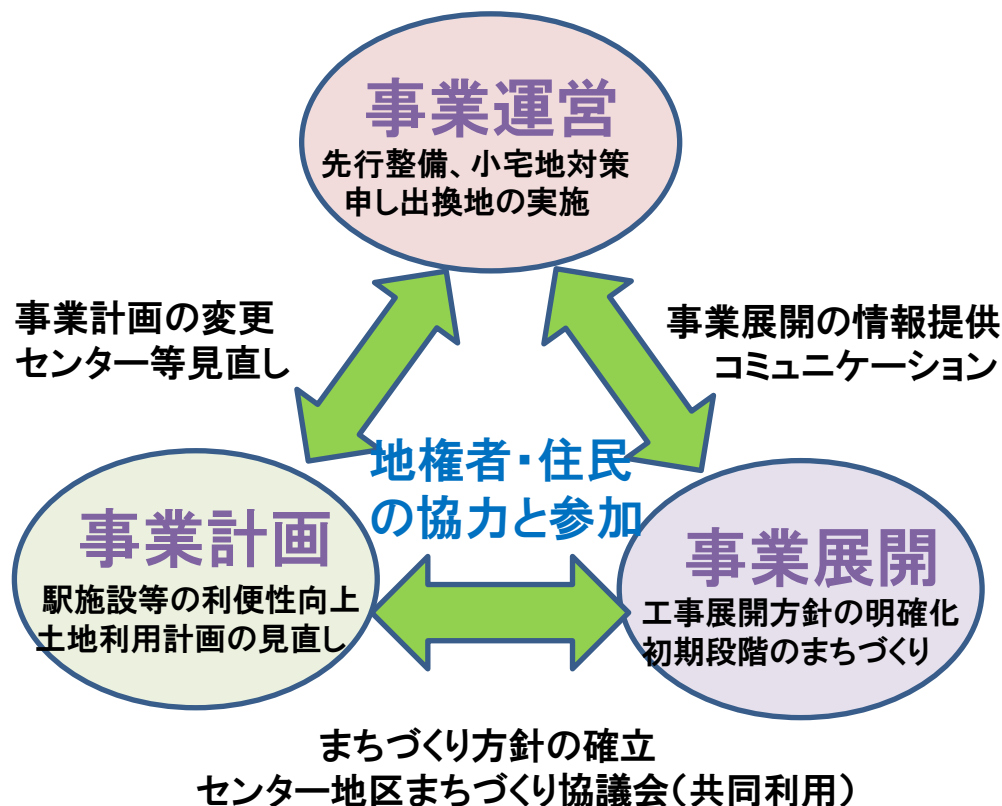 事業運営
先行整備、小宅地対策
申し出換地の実施
事業計画の変更
センター等見直し
事業展開の情報提供
コミュニケーション
地権者・住民
の協力と参加
事業計画
駅施設等の利便性向上
土地利用計画の見直し
事業展開
工事展開方針の明確化
初期段階のまちづくり
まちづくり方針の確立
センター地区まちづくり協議会（共同利用）